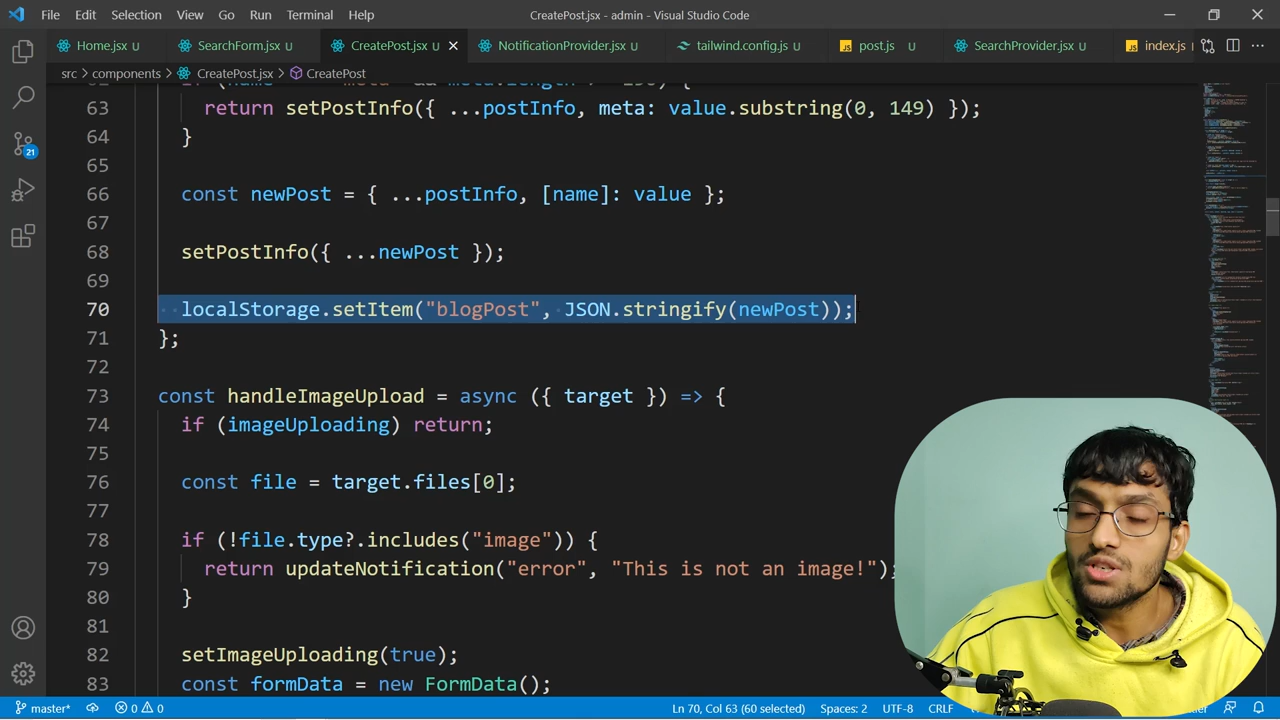 File Edit Selection View Go Run Terminal Help CreatePost.jsx - admin - Visual Studio Code
Home.jsx SearchForm.jsx CreatePost.jsx NotificationProvider.jsx tailwind.config.js JS post.js SearchProvider.jsx JS index.js
src > components > CreatePost.jsx > CreatePost
63 return setPostInfo({ ...postInfo, meta: value.substring(0, 149) });
64 }
65
66 const newPost = { ...postInfo, [name]: value };
67
68 setPostInfo({ ...newPost });
69
70 localStorage.setItem("blogPost", JSON.stringify(newPost));
71 };
72
73 const handleImageUpload = async ({ target }) => {
74 if (imageUploading) return;
75
76 const file = target.files[0];
77
78 if (!file.type?.includes("image")) {
79 return updateNotification("error", "This is not an image!");
80 }
81
82 setImageUploading(true);
83 const formData = new FormData();
21
master* 0 0 Ln 70, Col 63 (60 selected) Spaces: 2 UTF-8 CRLF